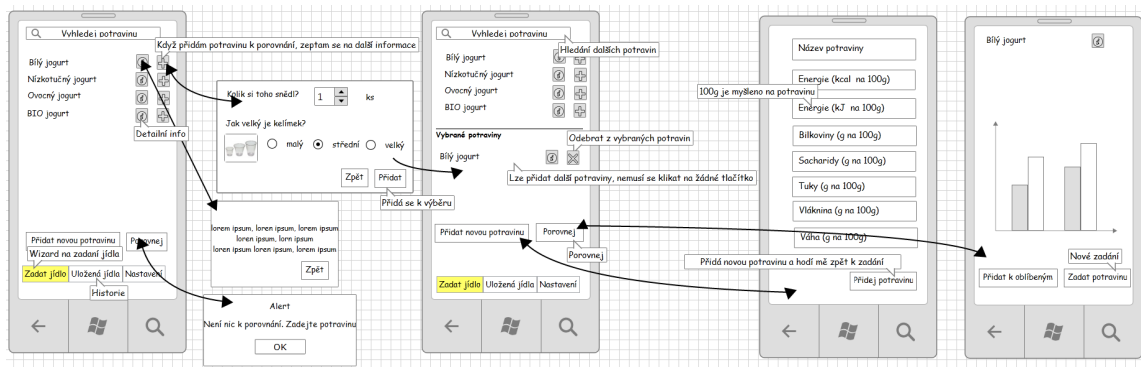 Vyhledej potravinu
Když přidám potravinu k porovnání, zeptam se na další informace
Bílý jogurt
Nízkotučný jogurt
Ovocný jogurt
BIO jogurt
Detailní info
Přidat novou potravinu
Porovnej
Wizard na zadaní jídla
Zadat jídlo
Uložená jídla
Nastavení
Historie
Kolik si toho snědl?
1
ks
Jak velký je kelímek?
malý
střední
velký
Zpět
Přidat
Přidá se k výběru
lorem ipsum, loren ipsum, lorem ipsum
loren ipsum, lorn ipsum
loren ipsum loren ipsum, loren ipsum
Zpět
Alert
Není nic k porovnání. Zadejte potravinu
OK
Vyhledej potravinu
Hledání dalších potravin
Bílý jogurt
Nízkotučný jogurt
Ovocný jogurt
BIO jogurt
Vybrané potraviny
Odebrat z vybraných potravin
Bílý jogurt
Lze přidat další potraviny, nemusí se klikat na žádné tlačítko
Přidat novou potravinu
Porovnej
Porovnej
Zadat jídlo
Uložená jídla
Nastavení
Název potraviny
Energie (kcal na 100g)
100g je myšleno na potravinu
Energie (kJ na 100g)
Bílkoviny (g na 100g)
Sacharidy (g na 100g)
Tuky (g na 100g)
Vláknina (g na 100g)
Váha (g na 100g)
Přidá novou potravinu a hodí mě zpět k zadání
Přidej potravinu
Bílý jogurt
Nové zadání
Přidat k oblíbeným
Zadat potravinu